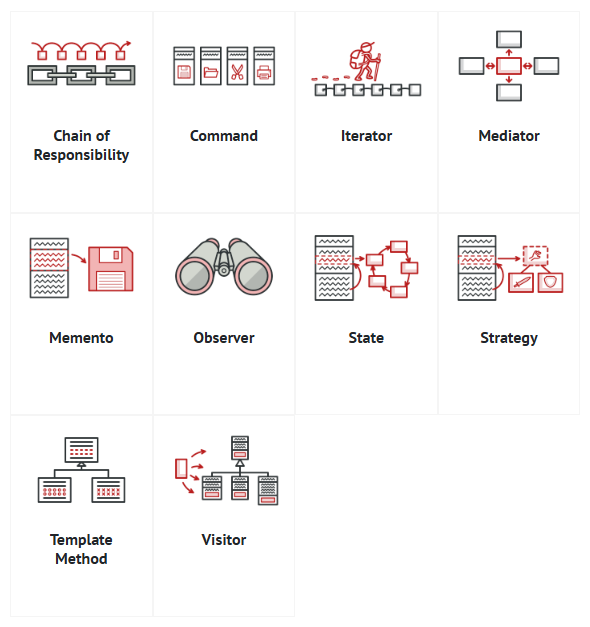 Chain of
Responsibility
Command
Iterator
Mediator
Memento
Observer
State
Strategy
Template
Method
Visitor